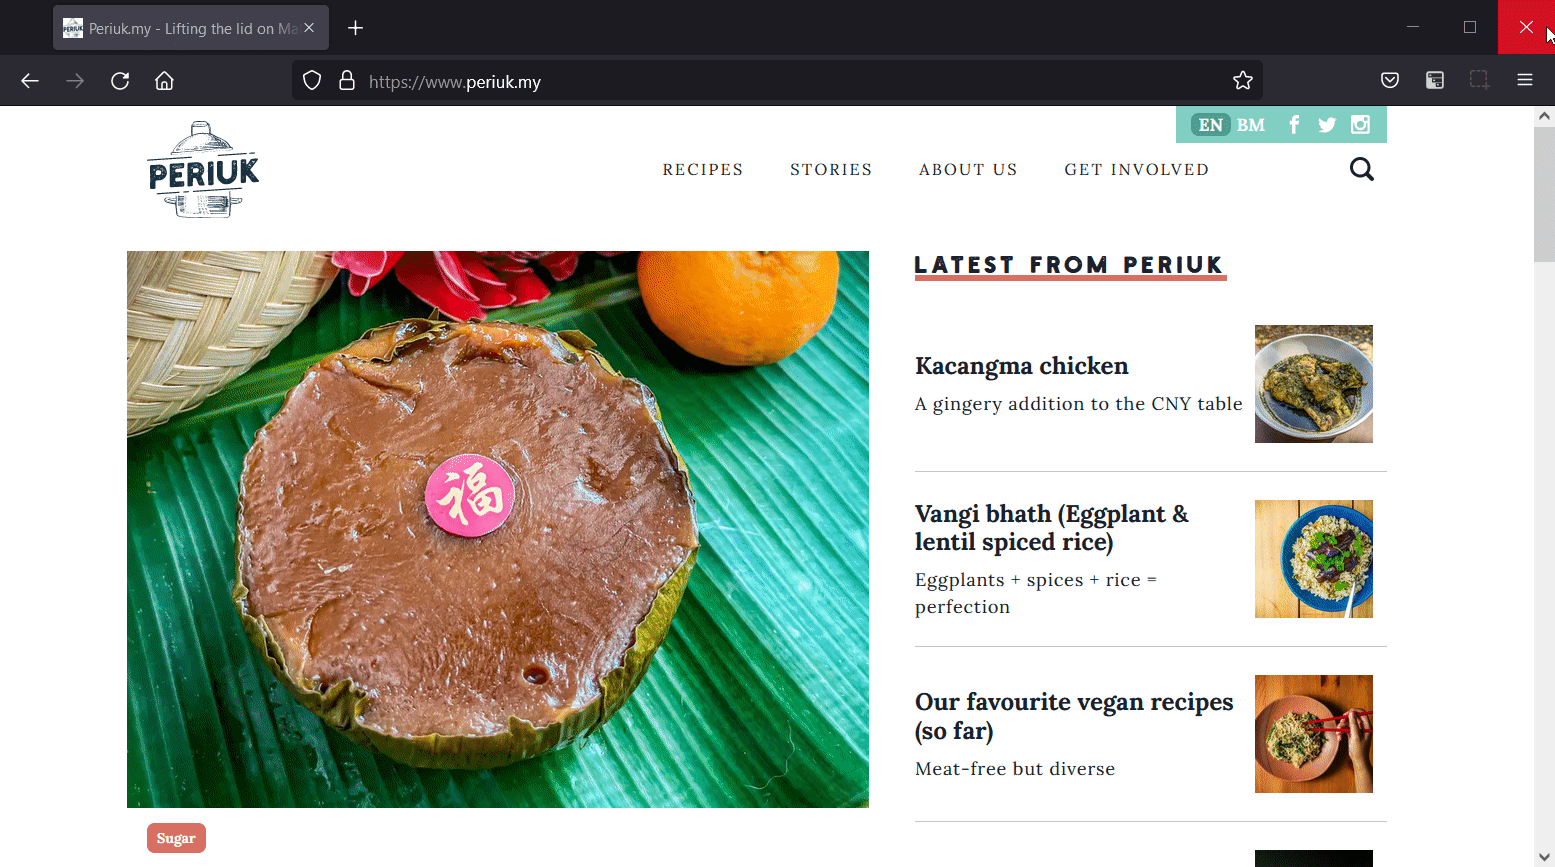 Periuk.my - Lifting the lid on Ma
https://www.periuk.my
EN BM
PERIUK
RECIPES STORIES ABOUT US GET INVOLVED
福
Sugar
LATEST FROM PERIUK
Kacangma chicken
A gingery addition to the CNY table
Vangi bhath (Eggplant &
lentil spiced rice)
Eggplants + spices + rice =
perfection
Our favourite vegan recipes
(so far)
Meat-free but diverse